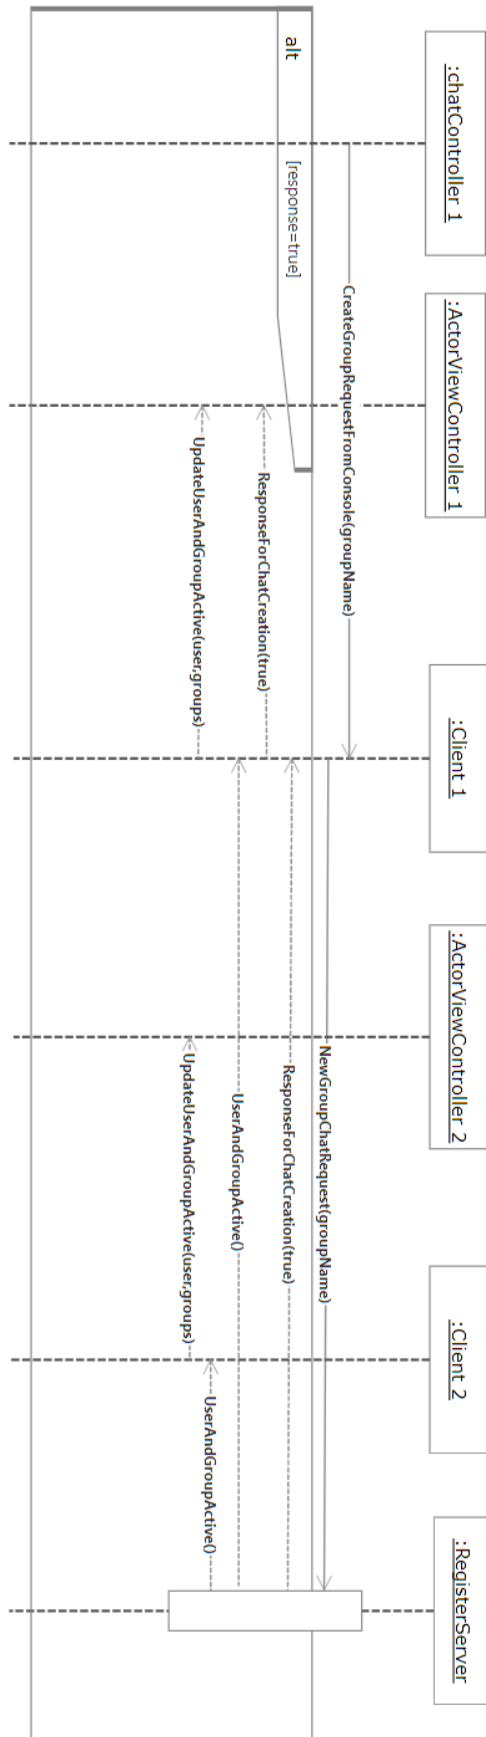 :chatController 1
:ActorViewController 1
:Client 1
:ActorViewController 2
:Client 2
:RegisterServer
alt
[response=true]
CreateGroupRequestFromConsole(groupName)
NewGroupChatRequest(groupName)
ResponseForChatCreation(true)
ResponseForChatCreation(true)
UserAndGroupActive()
UserAndGroupActive()
UpdateUserAndGroupActive(user,groups)
UpdateUserAndGroupActive(user,groups)